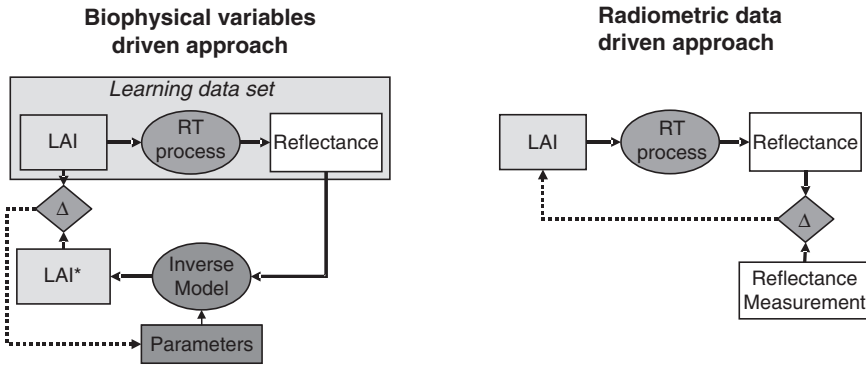 Biophysical variables
driven approach
Learning data set
LAI
RT
process
Reflectance
Δ
LAI*
Inverse
Model
Parameters
Radiometric data
driven approach
LAI
RT
process
Reflectance
Δ
Reflectance
Measurement